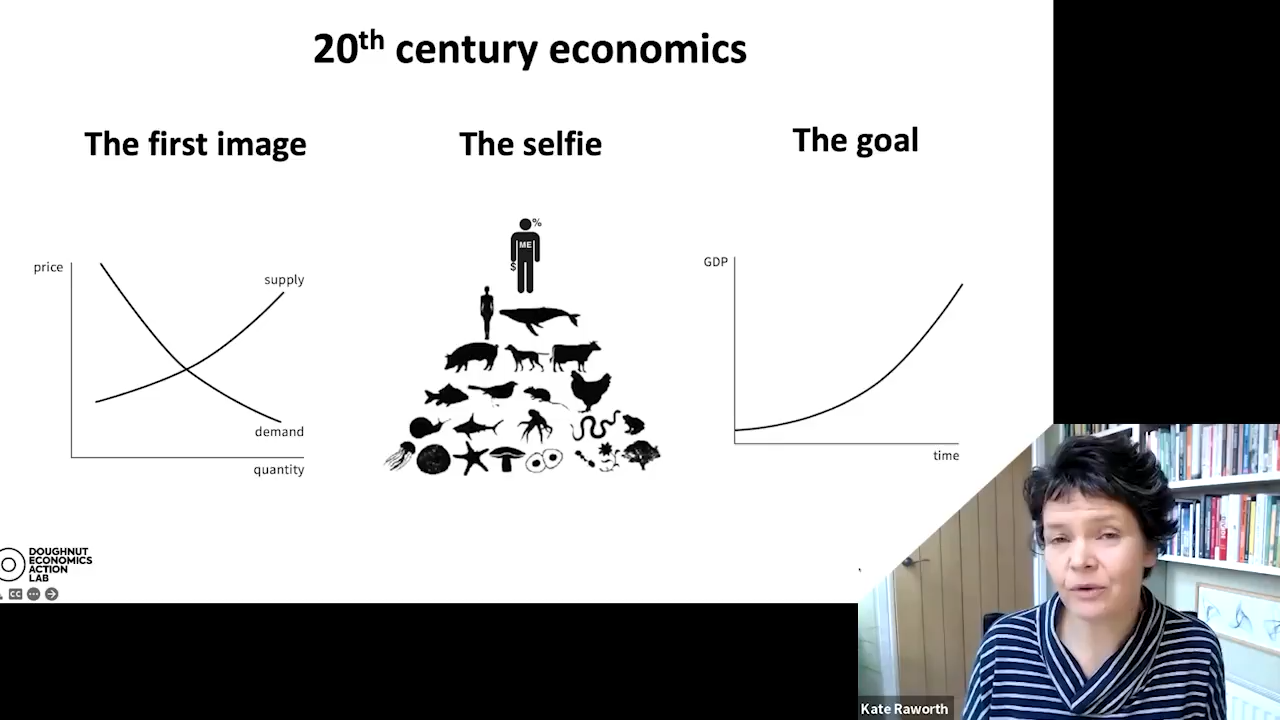 20th century economics
The first image
The selfie
The goal
price
supply
demand
quantity
%
ME
$
GDP
time
DOUGHNUT
ECONOMICS
ACTION
LAB
CC
Kate Raworth